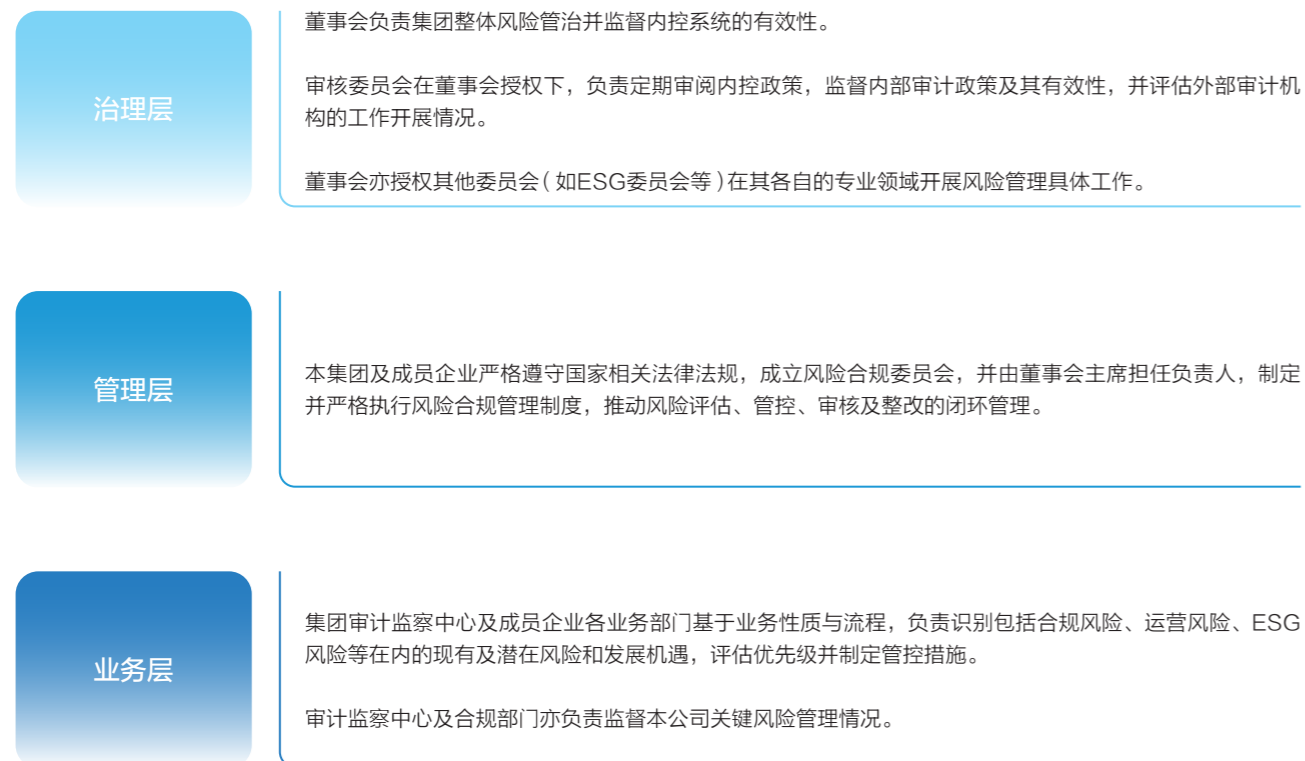 董事会负责集团整体风险管治并监督内控系统的有效性。
审核委员会在董事会授权下，负责定期审阅内控政策，监督内部审计政策及其有效性，并评估外部审计机
构的工作开展情况。
治理层
董事会亦授权其他委员会（如ESG委员会等）在其各自的专业领域开展风险管理具体工作。
本集团及成员企业严格遵守国家相关法律法规，成立风险合规委员会，并由董事会主席担任负责人，制定
管理层
并严格执行风险合规管理制度，推动风险评估、管控、审核及整改的闭环管理。
集团审计监察中心及成员企业各业务部门基于业务性质与流程，负责识别包括合规风险、运营风险、ESG
风险等在内的现有及潜在风险和发展机遇，评估优先级并制定管控措施。
业务层
审计监察中心及合规部门亦负责监督本公司关键风险管理情况。